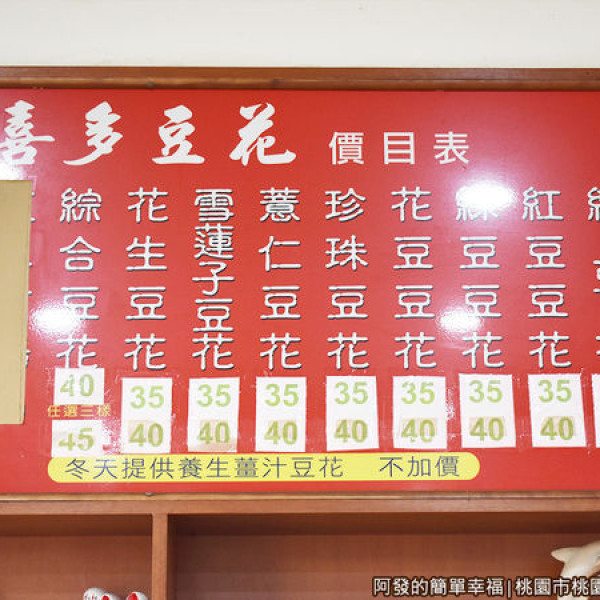 喜多豆花 價目表
綜合豆花
花生豆花
雪蓮子豆花
薏仁豆花
珍珠豆花
花豆豆花
綠豆豆花
紅豆豆花
40 35 35 35 35 35 35 35
任選三樣
45 40 40 40 40 40 40 40 40
冬天提供養生薑汁豆花 不加價
阿發的簡單幸福|桃園市桃